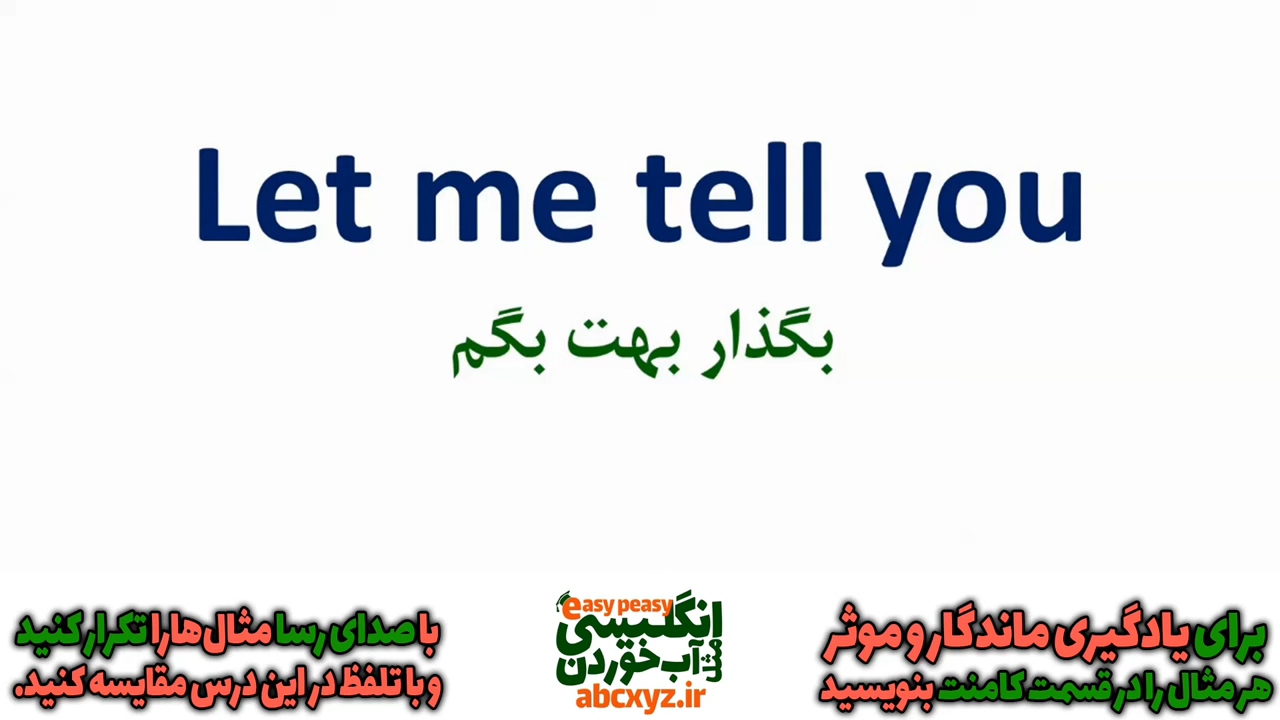 Let me tell you
بگذار بهت بگم
برای یادگیری ماندگار و موثر
هر مثال را در قسمت کامنت بنویسید
easy peasy
انگلیسی
مثل آب خوردن
abcxyz.ir
با صدای رسا مثال‌ها را تکرار کنید
و با تلفظ در این درس مقایسه کنید.